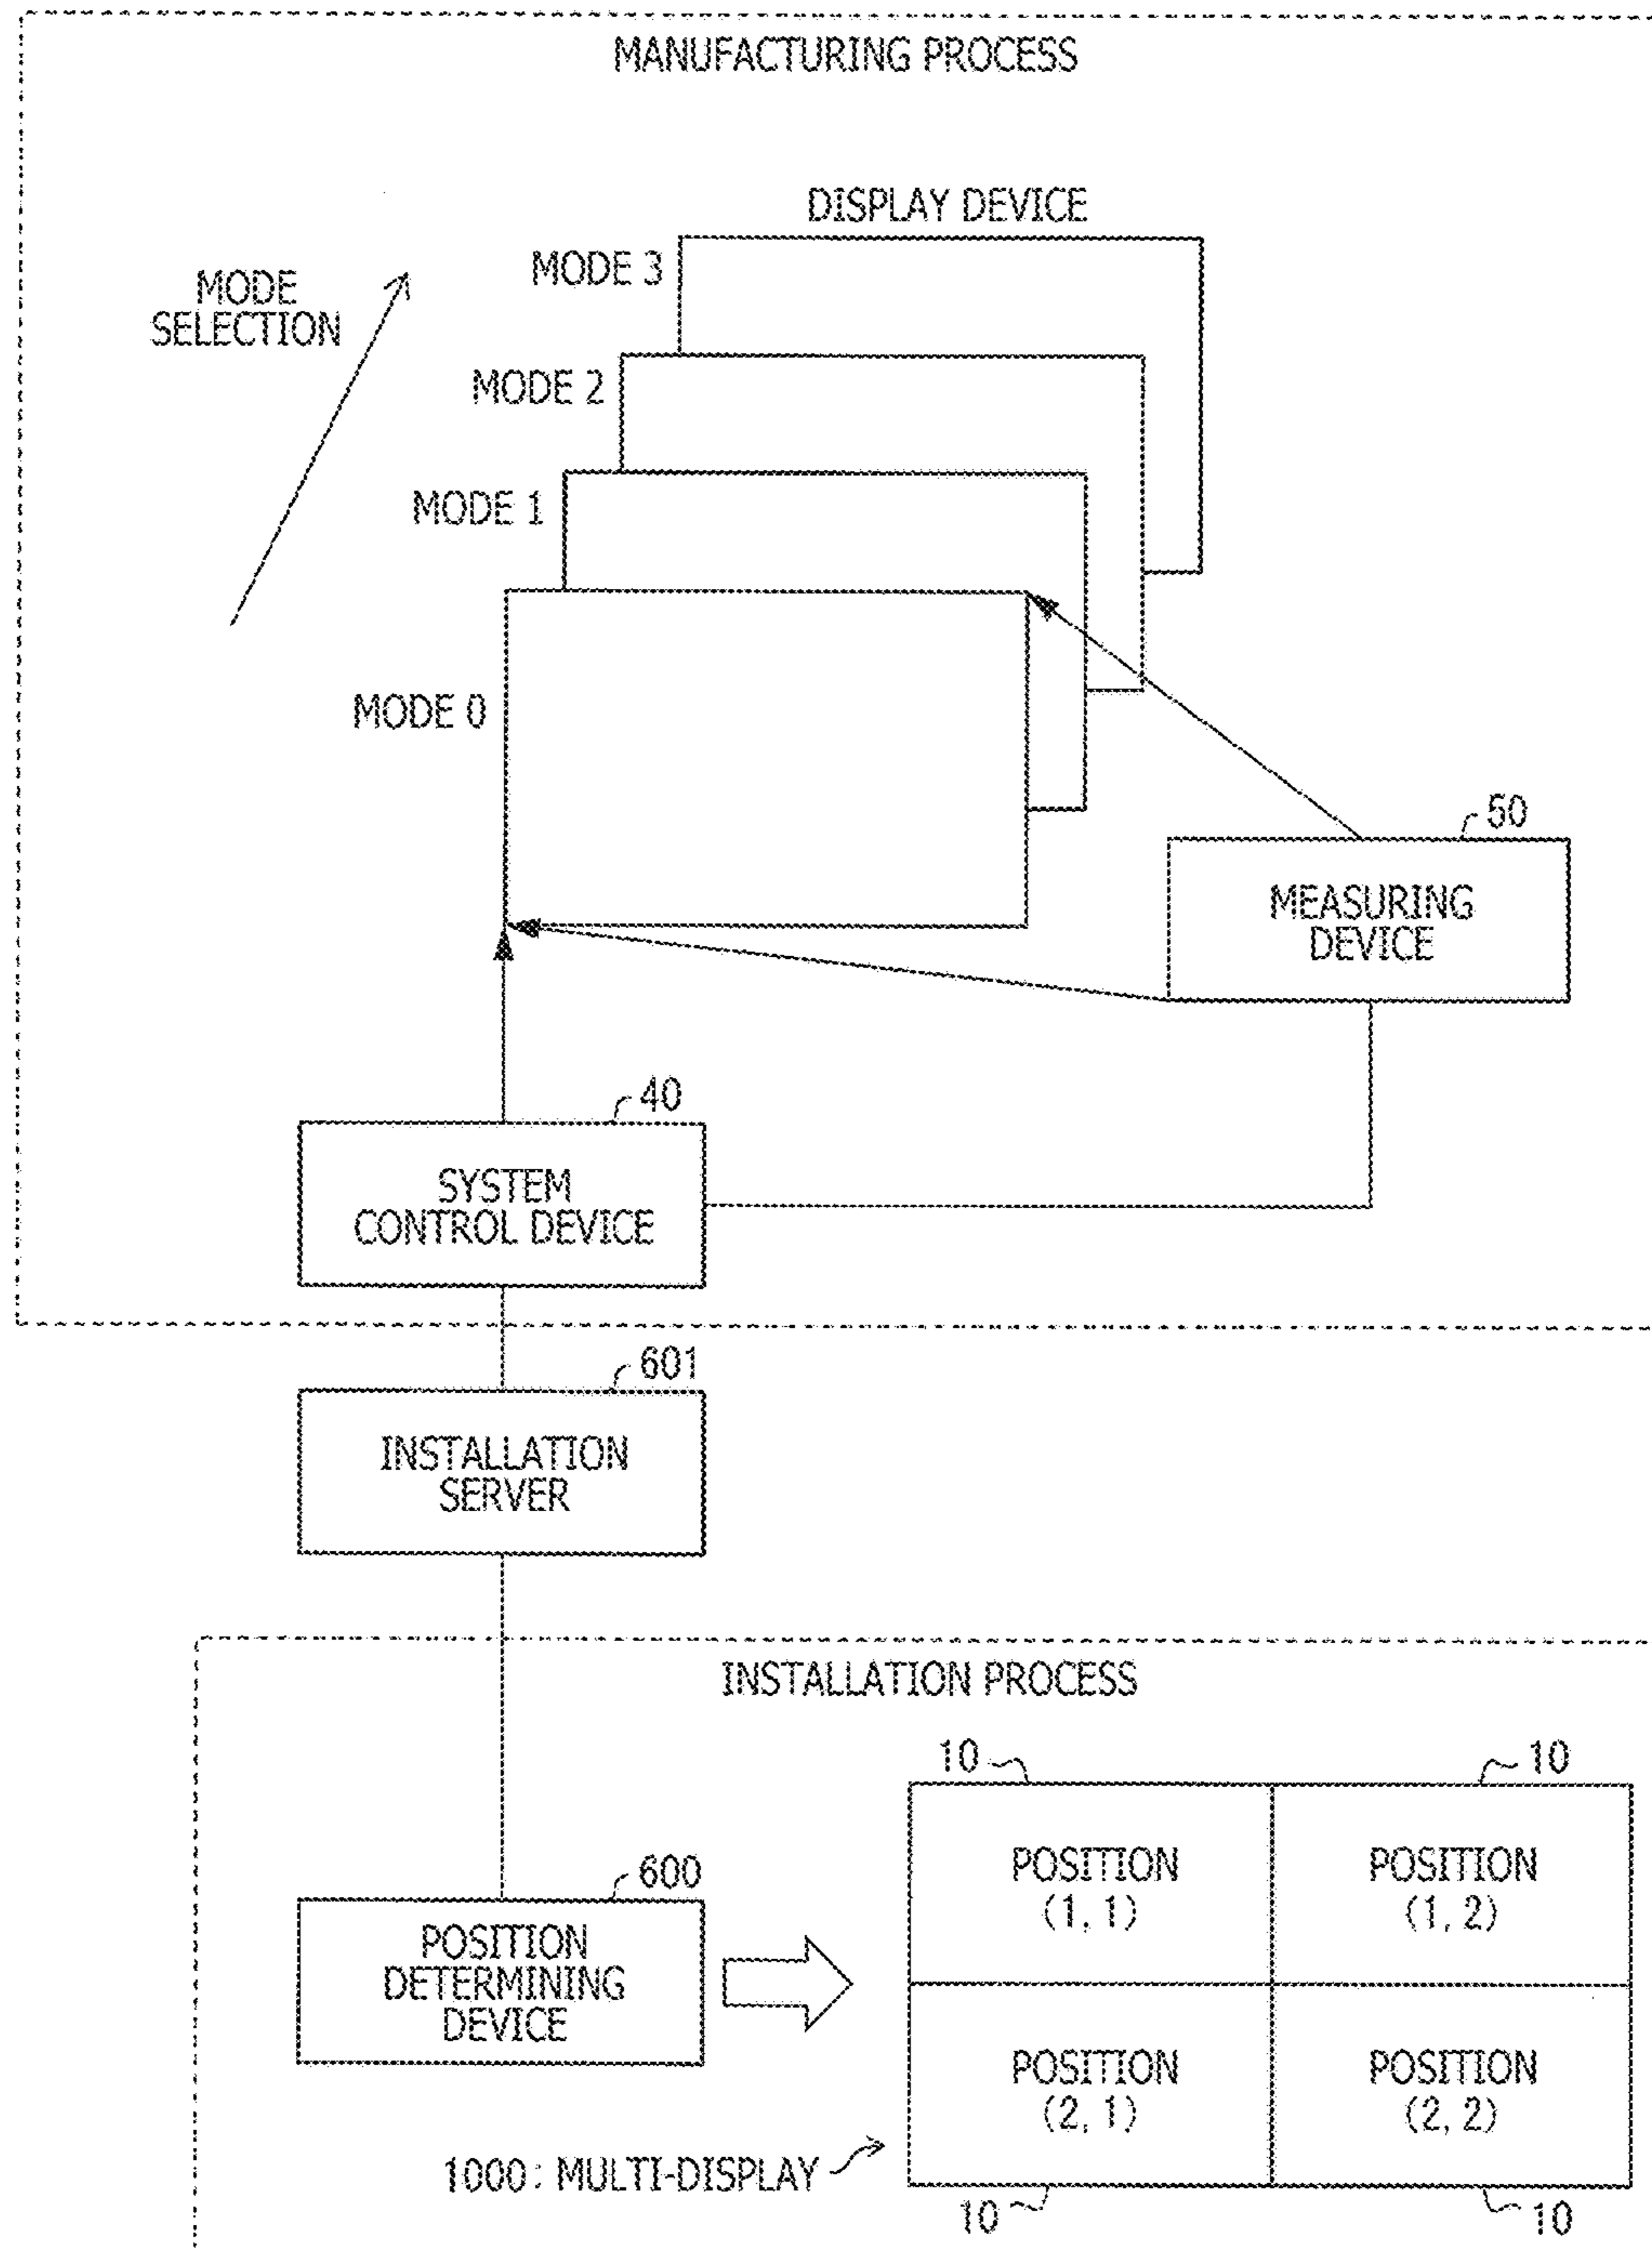 MANUFACTURING PROCESS
DISPLAY DEVICE
MODE 3
MODE
SELECTION
MODE 2
MODE 1
MODE 0
50
MEASURING
DEVICE
40
SYSTEM
CONTROL DEVICE
601
INSTALLATION
SERVER
INSTALLATION PROCESS
10
10
600
POSITION
DETERMINING
DEVICE
POSITION
(1, 1)
POSITION
(1, 2)
POSITION
(2, 1)
POSITION
(2, 2)
1000: MULTI-DISPLAY
10
10